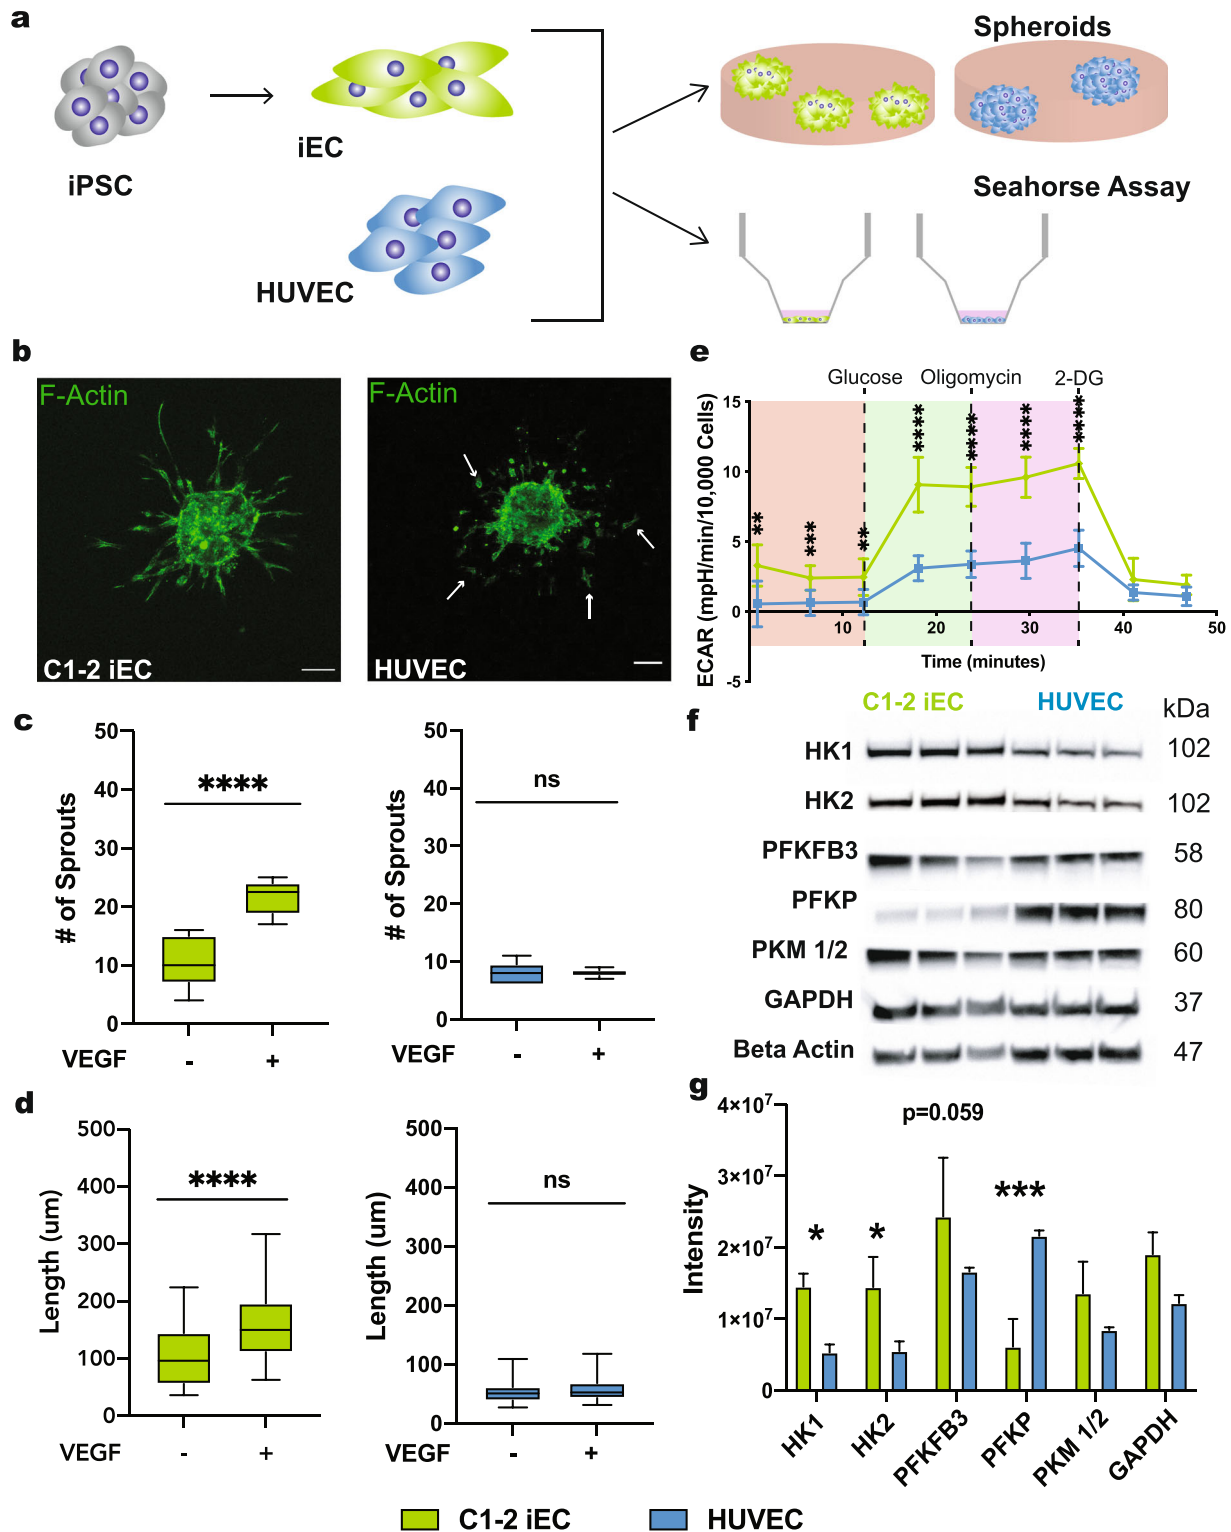 a
Spheroids
iPSC
iEC
HUVEC
Seahorse Assay
b
F-Actin
C1-2 iEC
F-Actin
HUVEC
e
Glucose
Oligomycin
2-DG
ECAR (mpH/min/10,000 Cells)
15
10
5
0
-5
** *** ** **** **** **** ****
10 20 30 40 50
Time (minutes)
c
# of Sprouts
50
40
30
20
10
0
****
VEGF - +
# of Sprouts
50
40
30
20
10
0
ns
VEGF - +
d
Length (um)
500
400
300
200
100
0
****
VEGF - +
Length (um)
500
400
300
200
100
0
ns
VEGF - +
f
C1-2 iEC HUVEC kDa
HK1 102
HK2 102
PFKFB3 58
PFKP 80
PKM 1/2 60
GAPDH 37
Beta Actin 47
g
Intensity
4×10⁷
3×10⁷
2×10⁷
1×10⁷
0
p=0.059
* * ***
HK1 HK2 PFKFB3 PFKP PKM 1/2 GAPDH
C1-2 iEC HUVEC